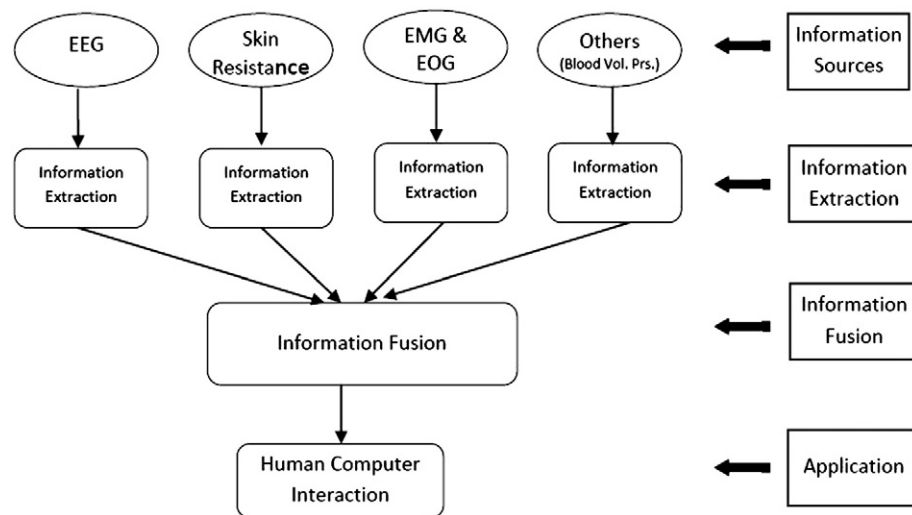 EEG
Skin
Resistance
EMG &
EOG
Others
(Blood Vol. Prs.)
Information
Sources
Information
Extraction
Information
Extraction
Information
Extraction
Information
Extraction
Information
Extraction
Information Fusion
Information
Fusion
Human Computer
Interaction
Application